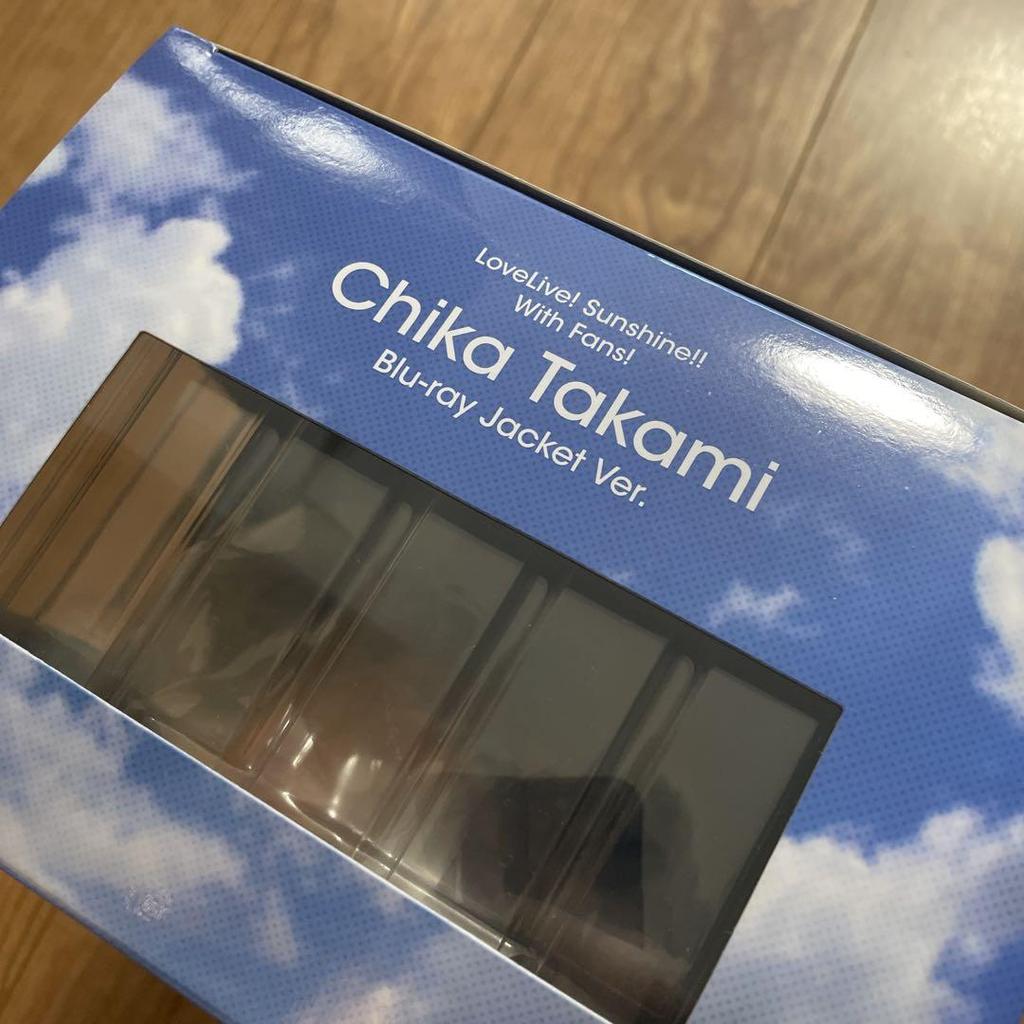 LoveLive! Sunshine!!
With Fans!
Chika Takami
Blu-ray Jacket Ver.